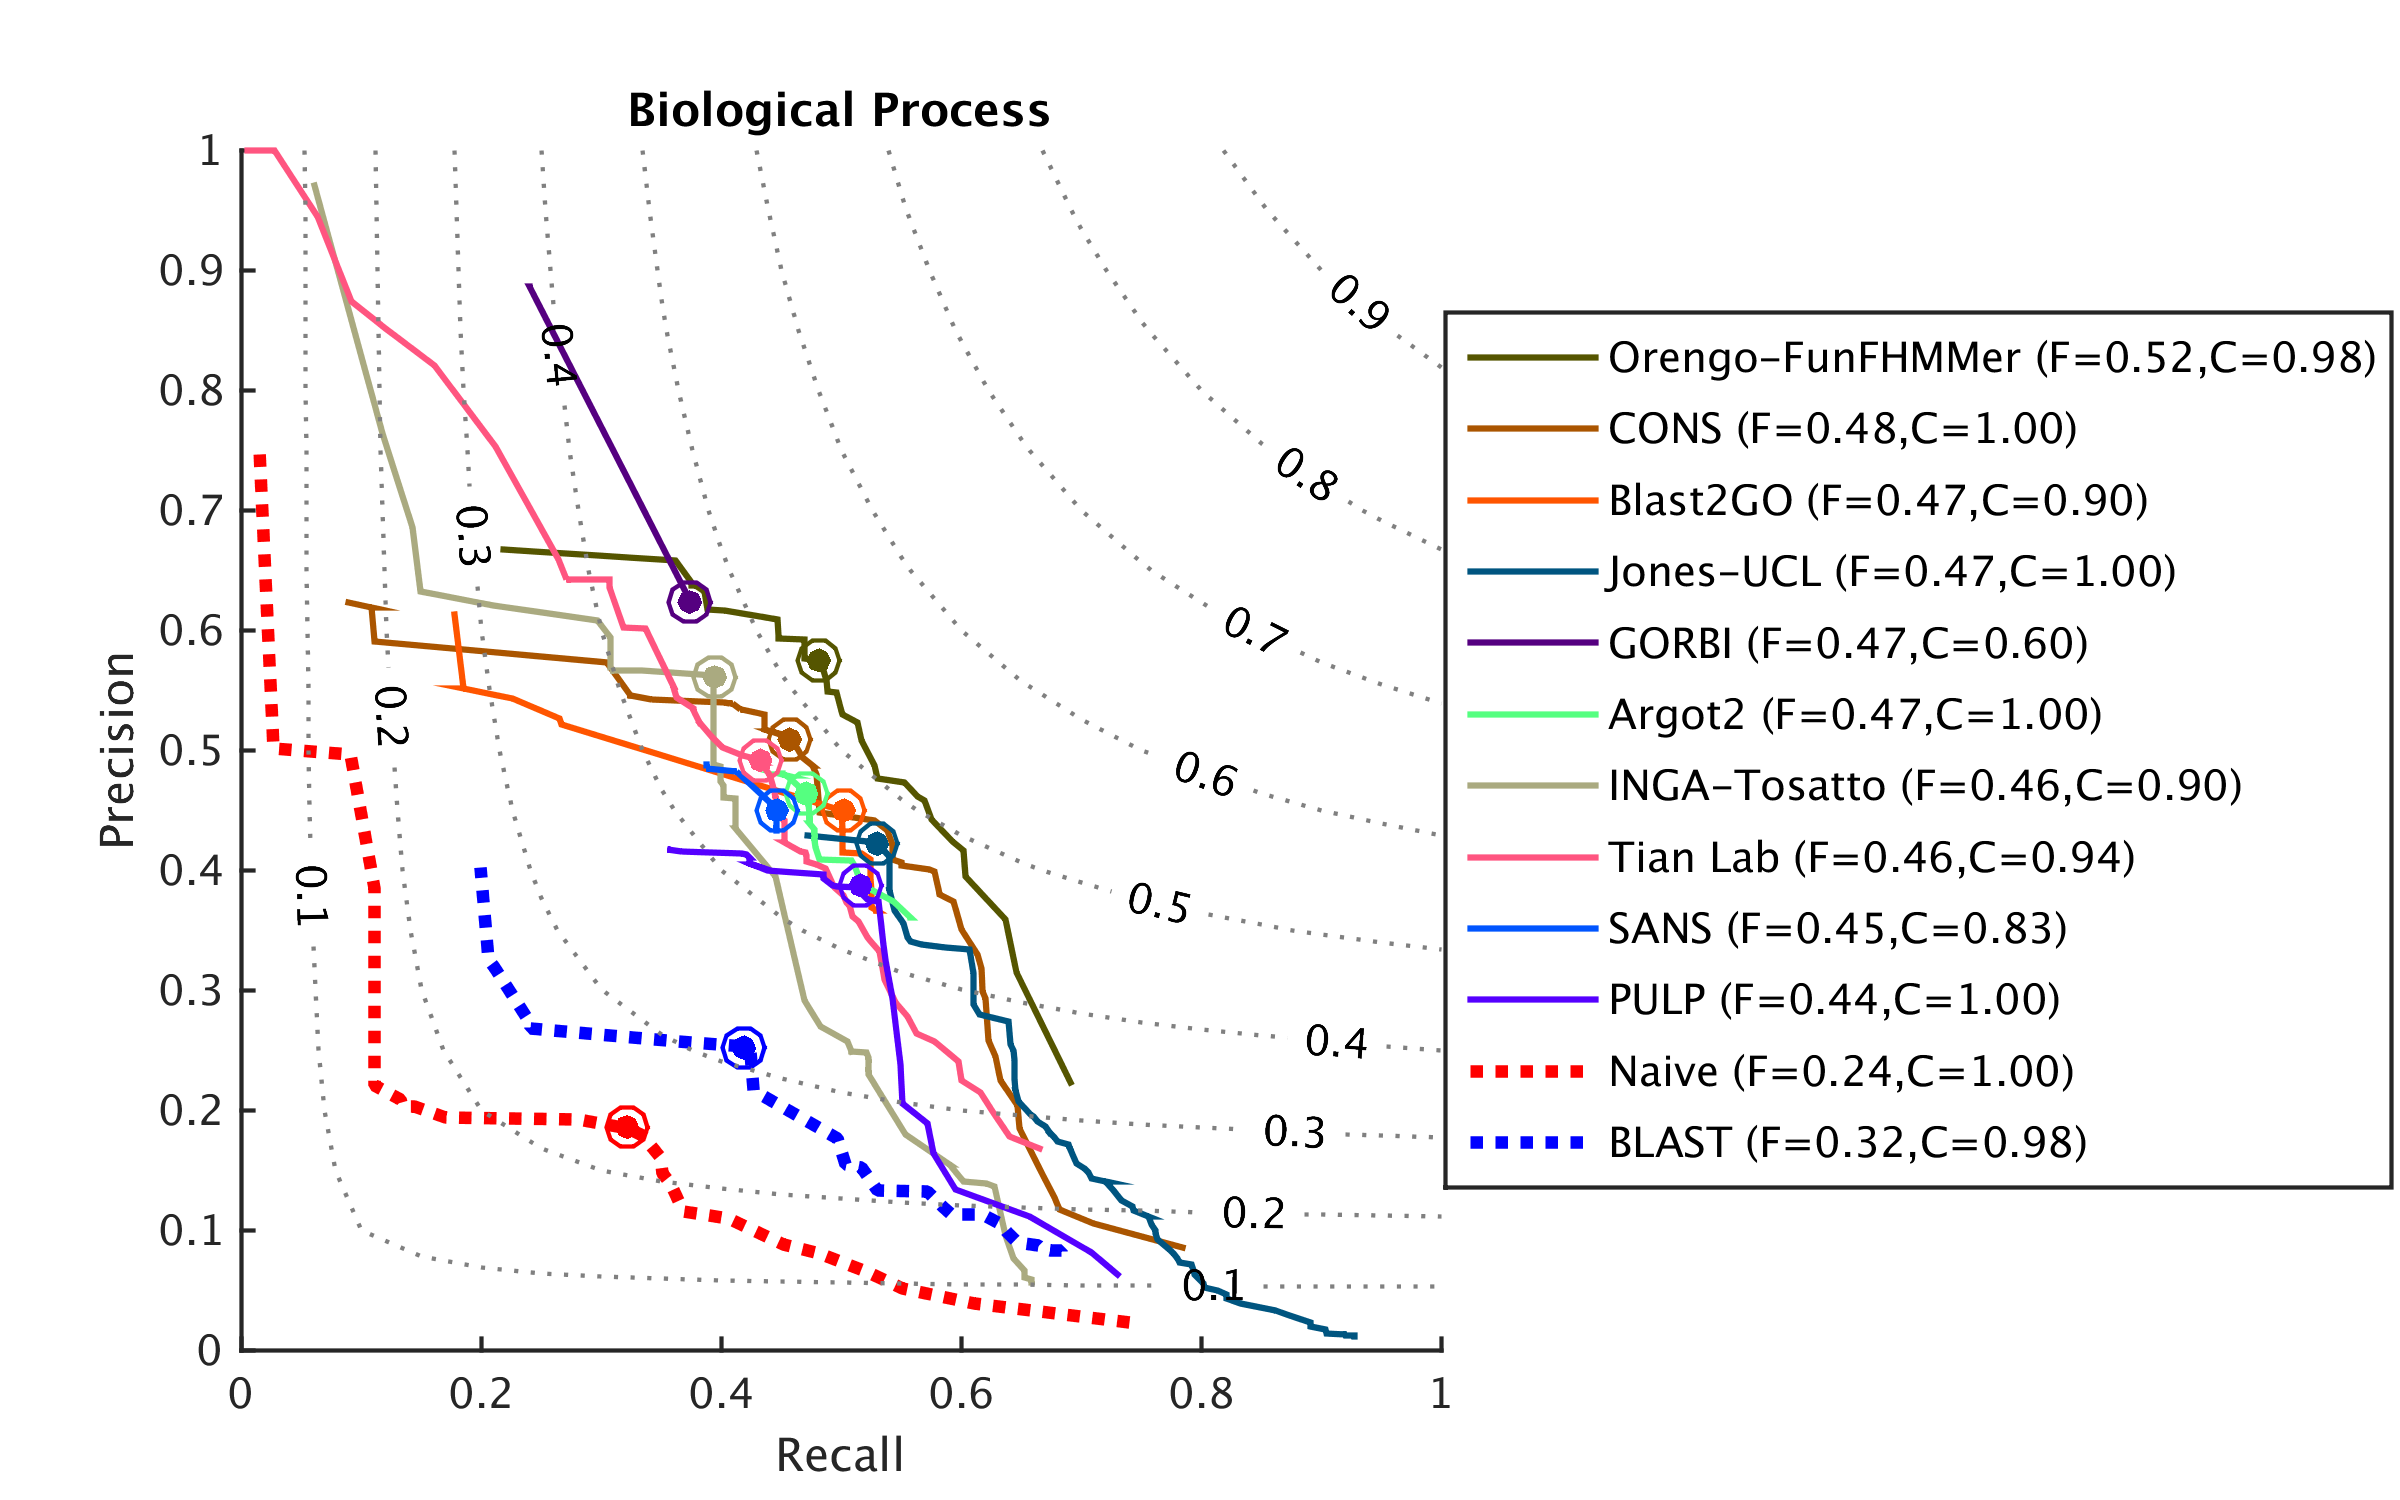 Biological Process
Precision
1
0.9
0.8
0.7
0.6
0.5
0.4
0.3
0.2
0.1
0
0
0.2
0.4
0.6
0.8
1
Recall
0.4
0.3
0.2
0.1
0.9
0.8
0.7
0.6
0.5
0.4
0.3
0.2
0.1
Orengo-FunFHMMer (F=0.52,C=0.98)
CONS (F=0.48,C=1.00)
Blast2GO (F=0.47,C=0.90)
Jones-UCL (F=0.47,C=1.00)
GORBI (F=0.47,C=0.60)
Argot2 (F=0.47,C=1.00)
INGA-Tosatto (F=0.46,C=0.90)
Tian Lab (F=0.46,C=0.94)
SANS (F=0.45,C=0.83)
PULP (F=0.44,C=1.00)
Naive (F=0.24,C=1.00)
BLAST (F=0.32,C=0.98)